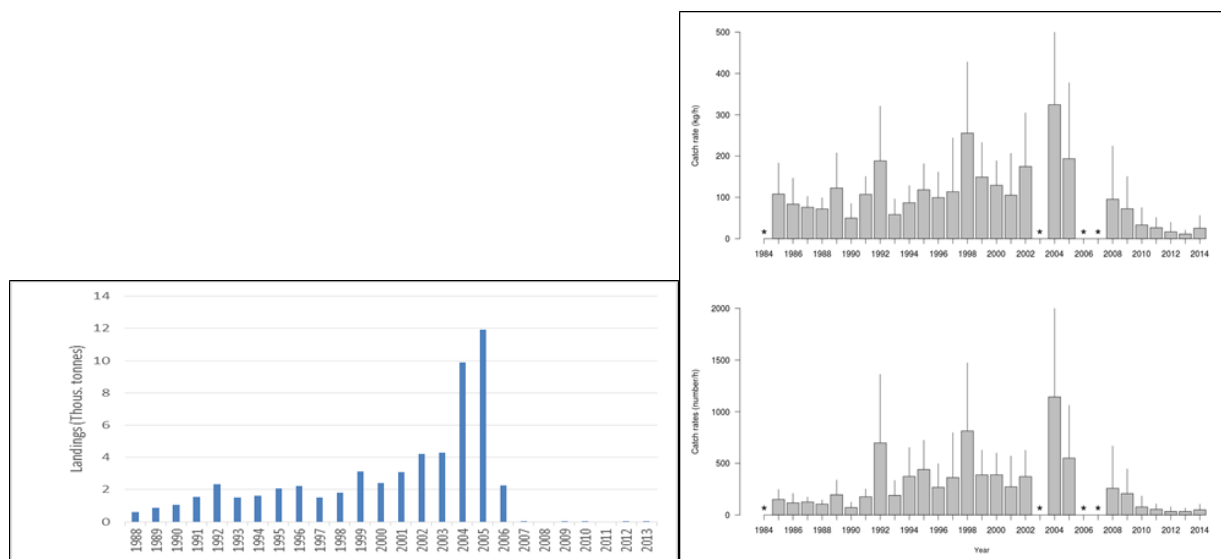 Landings (Thous. tonnes)
14
12
10
8
6
4
2
0
1988 1989 1990 1991 1992 1993 1994 1995 1996 1997 1998 1999 2000 2001 2002 2003 2004 2005 2006 2007 2008 2009 2010 2011 2012 2013
Catch rate (kg/h)
500
400
300
200
100
0
* * * *
1984 1986 1988 1990 1992 1994 1996 1998 2000 2002 2004 2006 2008 2010 2012 2014
Catch rates (number/h)
2000
1500
1000
500
0
* * * *
1984 1986 1988 1990 1992 1994 1996 1998 2000 2002 2004 2006 2008 2010 2012 2014
Year